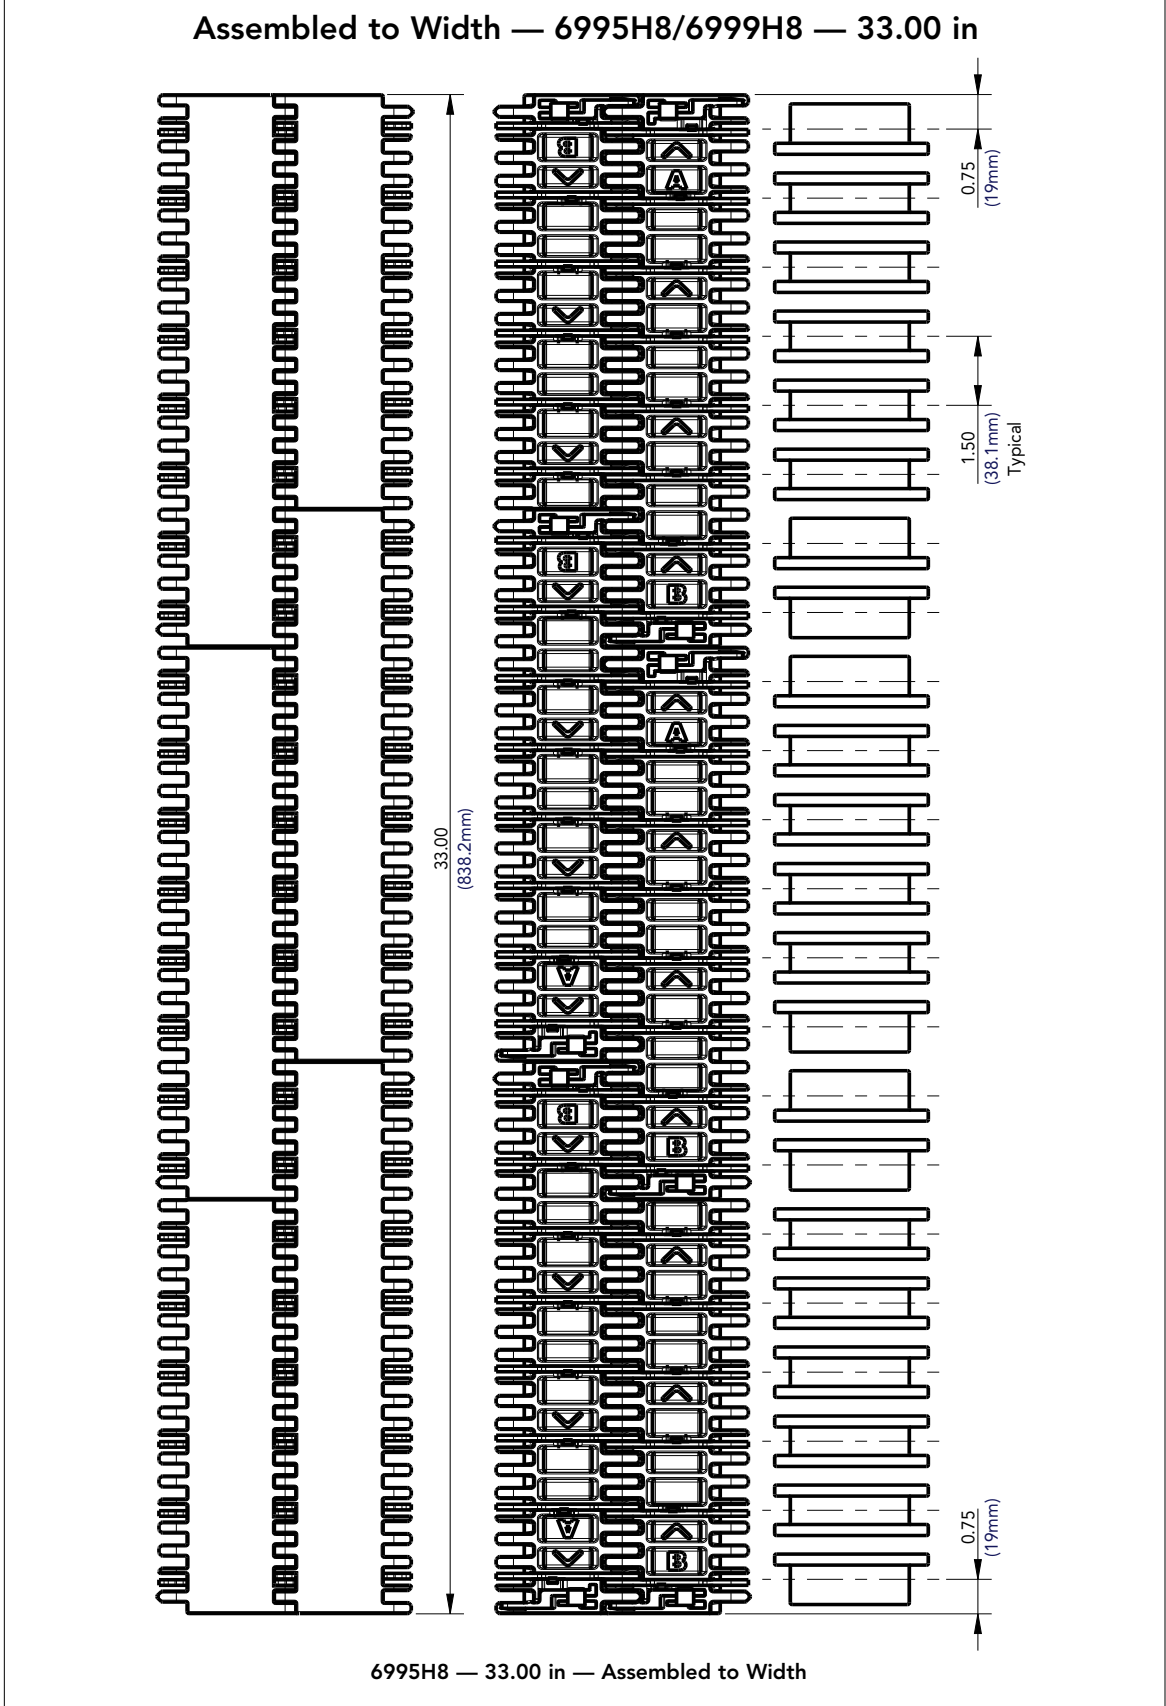 Assembled to Width — 6995H8/6999H8 — 33.00 in
0.75
(19mm)
1.50
(38.1mm)
Typical
33.00
(838.2mm)
0.75
(19mm)
B
A
B
B
A
A
B
B
A
B
6995H8 — 33.00 in — Assembled to Width